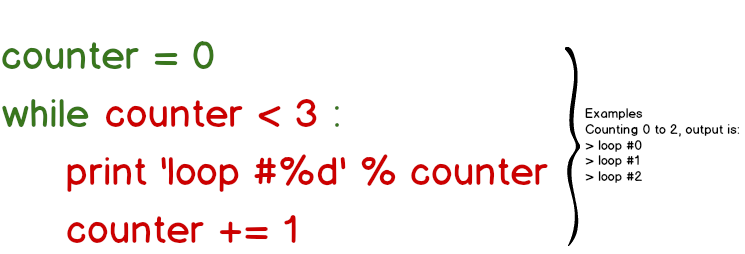 counter = 0
while counter < 3 :
print 'loop #%d' % counter
counter += 1
Examples
Counting 0 to 2, output is:
> loop #0
> loop #1
> loop #2